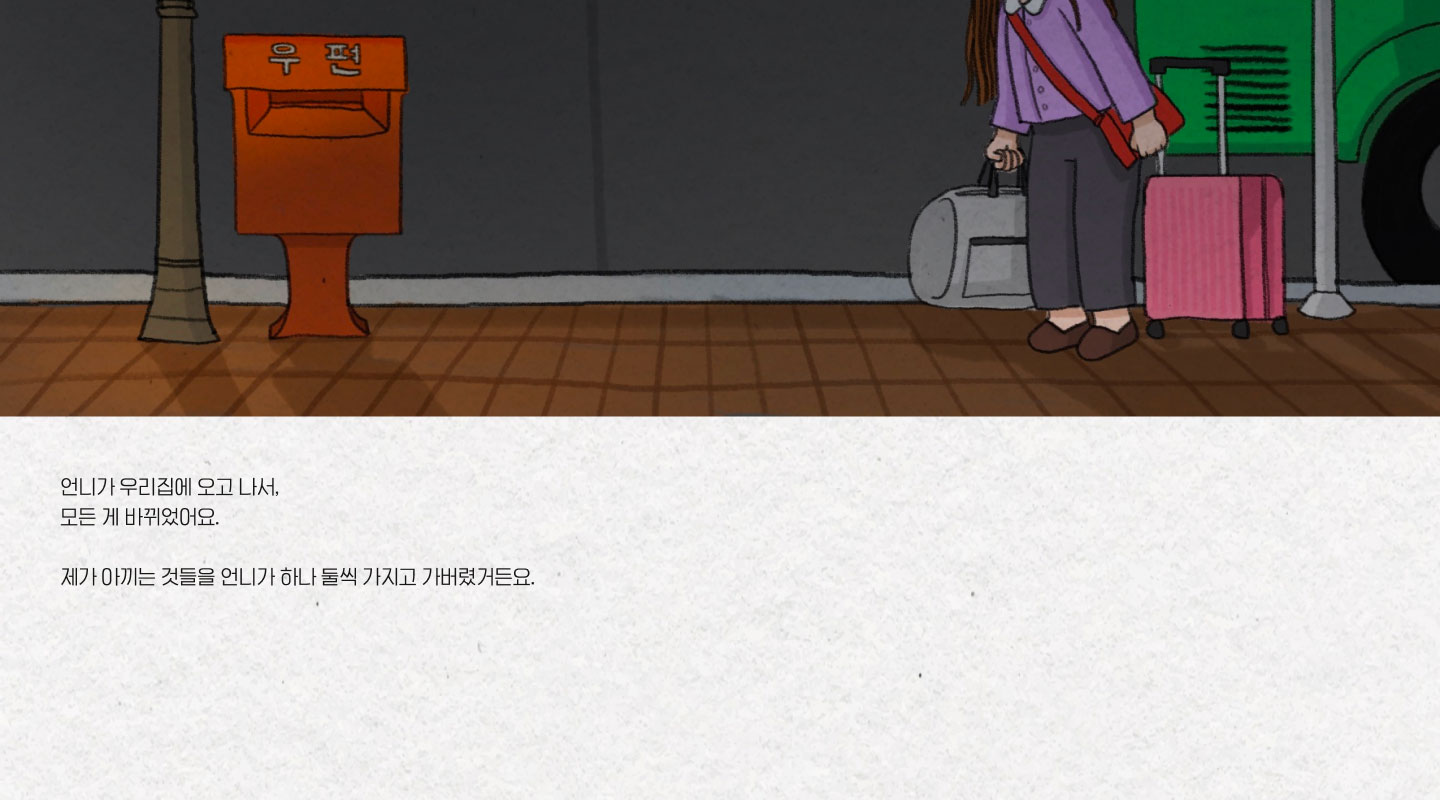 우편
언니가 우리집에 오고 나서,
모든 게 바뀌었어요.
제가 아끼는 것들을 언니가 하나 둘씩 가지고 가버렸거든요.